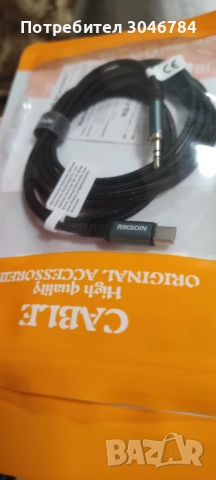 Потребител 3046784
CE
RIKSOIN
CABLE
High quality
ORIGINAL ACCESSORIES
BAZAR